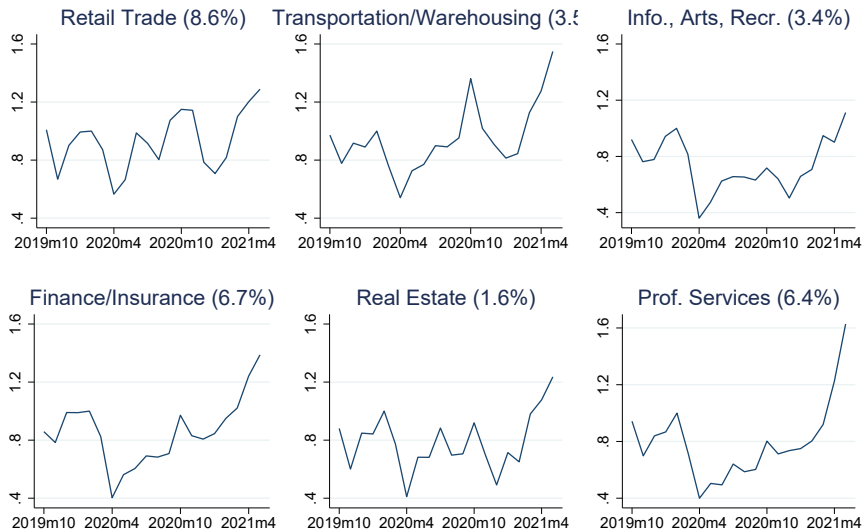 Retail Trade (8.6%)
Transportation/Warehousing (3.5
Info., Arts, Recr. (3.4%)
1.6
1.2
.8
.4
2019m10 2020m4 2020m10 2021m4
1.6
1.2
.8
.4
2019m10 2020m4 2020m10 2021m4
1.6
1.2
.8
.4
2019m10 2020m4 2020m10 2021m4
Finance/Insurance (6.7%)
Real Estate (1.6%)
Prof. Services (6.4%)
1.6
1.2
.8
.4
2019m10 2020m4 2020m10 2021m4
1.6
1.2
.8
.4
2019m10 2020m4 2020m10 2021m4
1.6
1.2
.8
.4
2019m10 2020m4 2020m10 2021m4